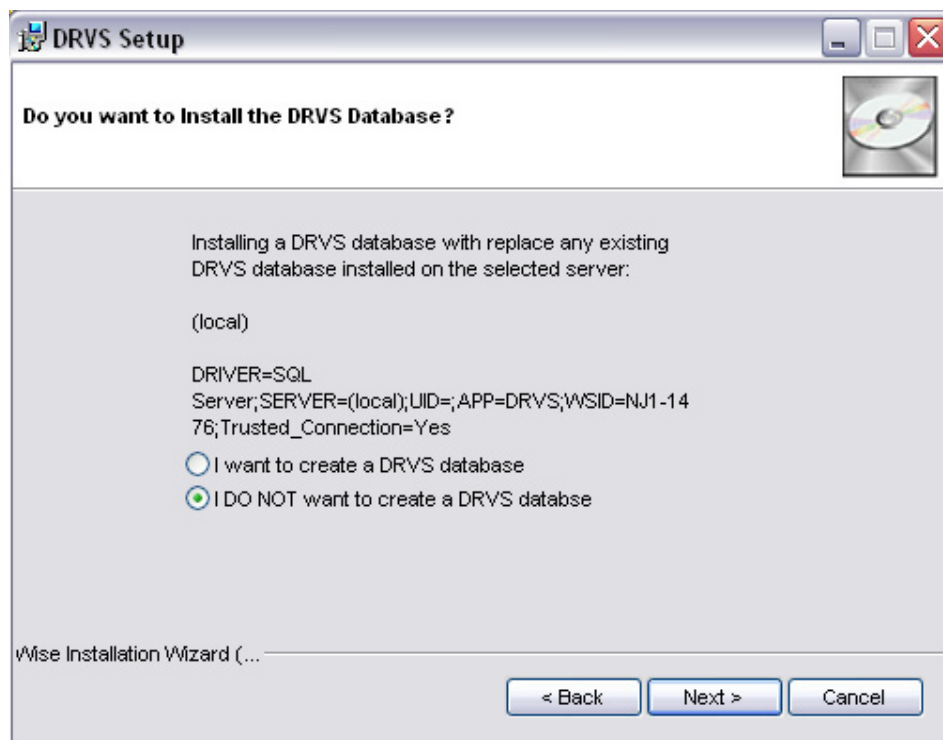 DRVS Setup
Do you want to Install the DRVS Database?
Installing a DRVS database with replace any existing
DRVS database installed on the selected server:
(local)
DRIVER=SQL
Server;SERVER=(local);UID=;APP=DRVS;WSID=NJ1-14
76;Trusted_Connection=Yes
I want to create a DRVS database
I DO NOT want to create a DRVS databse
Wise Installation Wizard (...
< Back
Next >
Cancel